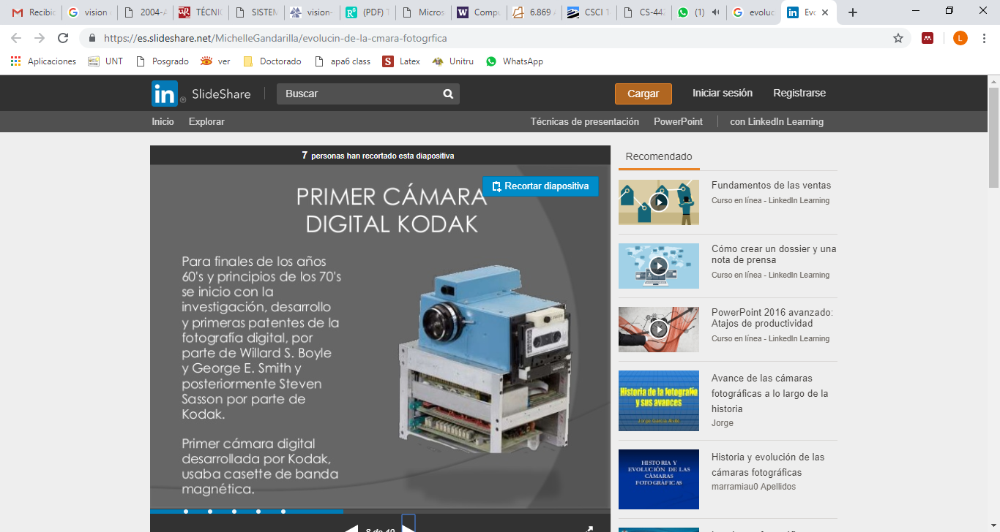 Recibic
vision
2004-A
TÉCNI
SISTEM
vision-
(PDF) T
Micros
Compu
6.869
CSCI 1
CS-442
(1)
evoluc
Evo
https://es.slideshare.net/MichelleGandarilla/evolucin-de-la-cmara-fotogrfica
L
Aplicaciones
UNT
Posgrado
ver
Doctorado
apa6 class
S
Latex
Unitru
WhatsApp
in
SlideShare
Buscar
Cargar
Iniciar sesión
Registrarse
Inicio
Explorar
Técnicas de presentación
PowerPoint
con LinkedIn Learning
7 personas han recortado esta diapositiva
Recortar diapositiva
PRIMER CÁMARA
DIGITAL KODAK
Para finales de los años
60's y principios de los 70's
se inicio con la
investigación, desarrollo
y primeras patentes de la
fotografía digital, por
parte de Willard S. Boyle
y George E. Smith y
posteriormente Steven
Sasson por parte de
Kodak.
Primer cámara digital
desarrollada por Kodak,
usaba casette de banda
magnética.
8 de 40
Recomendado
Fundamentos de las ventas
Curso en línea - LinkedIn Learning
Cómo crear un dossier y una
nota de prensa
Curso en línea - LinkedIn Learning
PowerPoint 2016 avanzado:
Atajos de productividad
Curso en línea - LinkedIn Learning
Historia de la fotografía
y sus avances
Jorge García Avila
Avance de las cámaras
fotográficas a lo largo de la
historia
Jorge
HISTORIA Y
EVOLUCIÓN DE LAS
CÁMARAS
FOTOGRÁFICAS
Historia y evolución de las
cámaras fotográficas
marramiau0 Apellidos